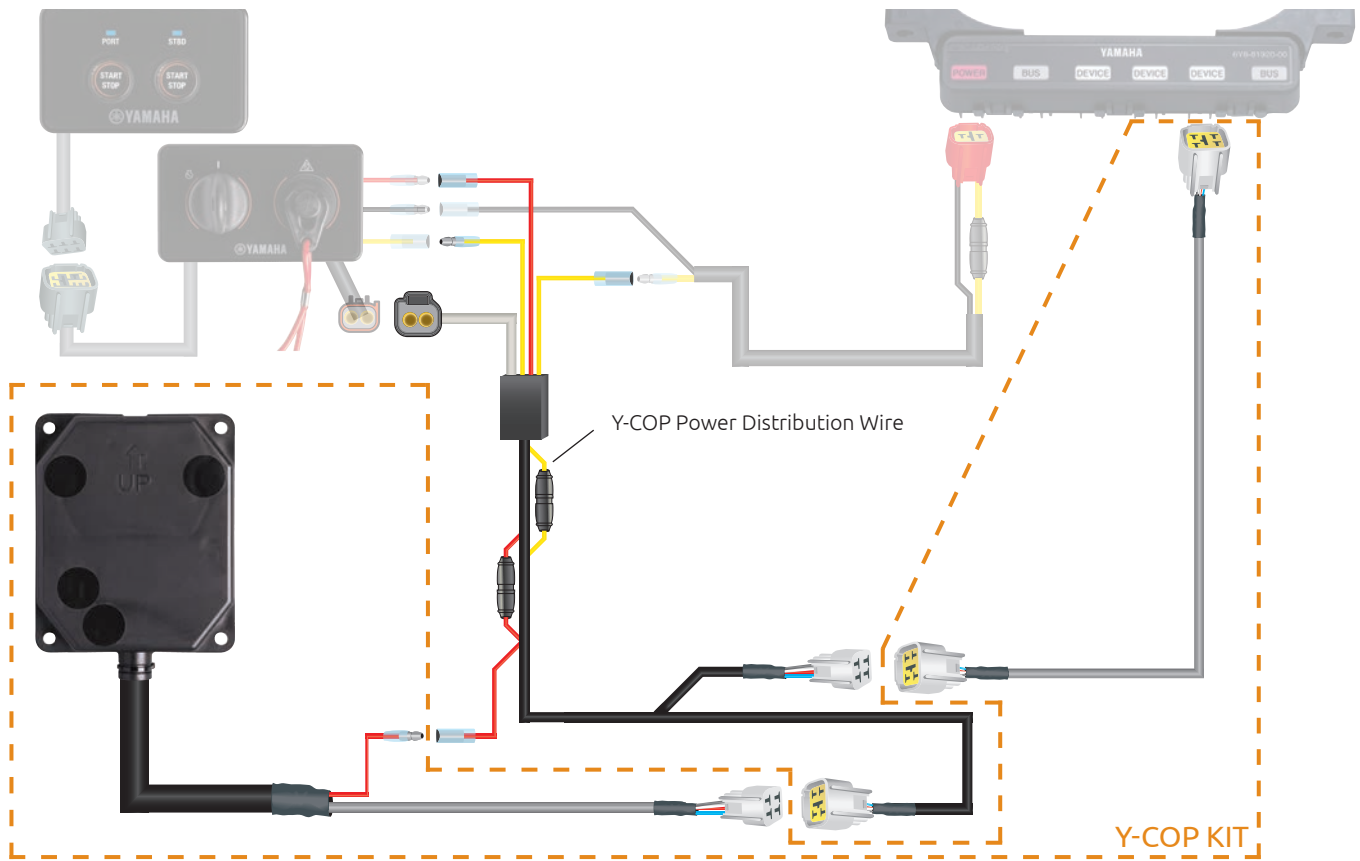 PORT STBD
START
STOP
START
STOP
YAMAHA
YAMAHA
YAMAHA
POWER BUS DEVICE DEVICE DEVICE BUS
Y-COP Power Distribution Wire
UP
Y-COP KIT